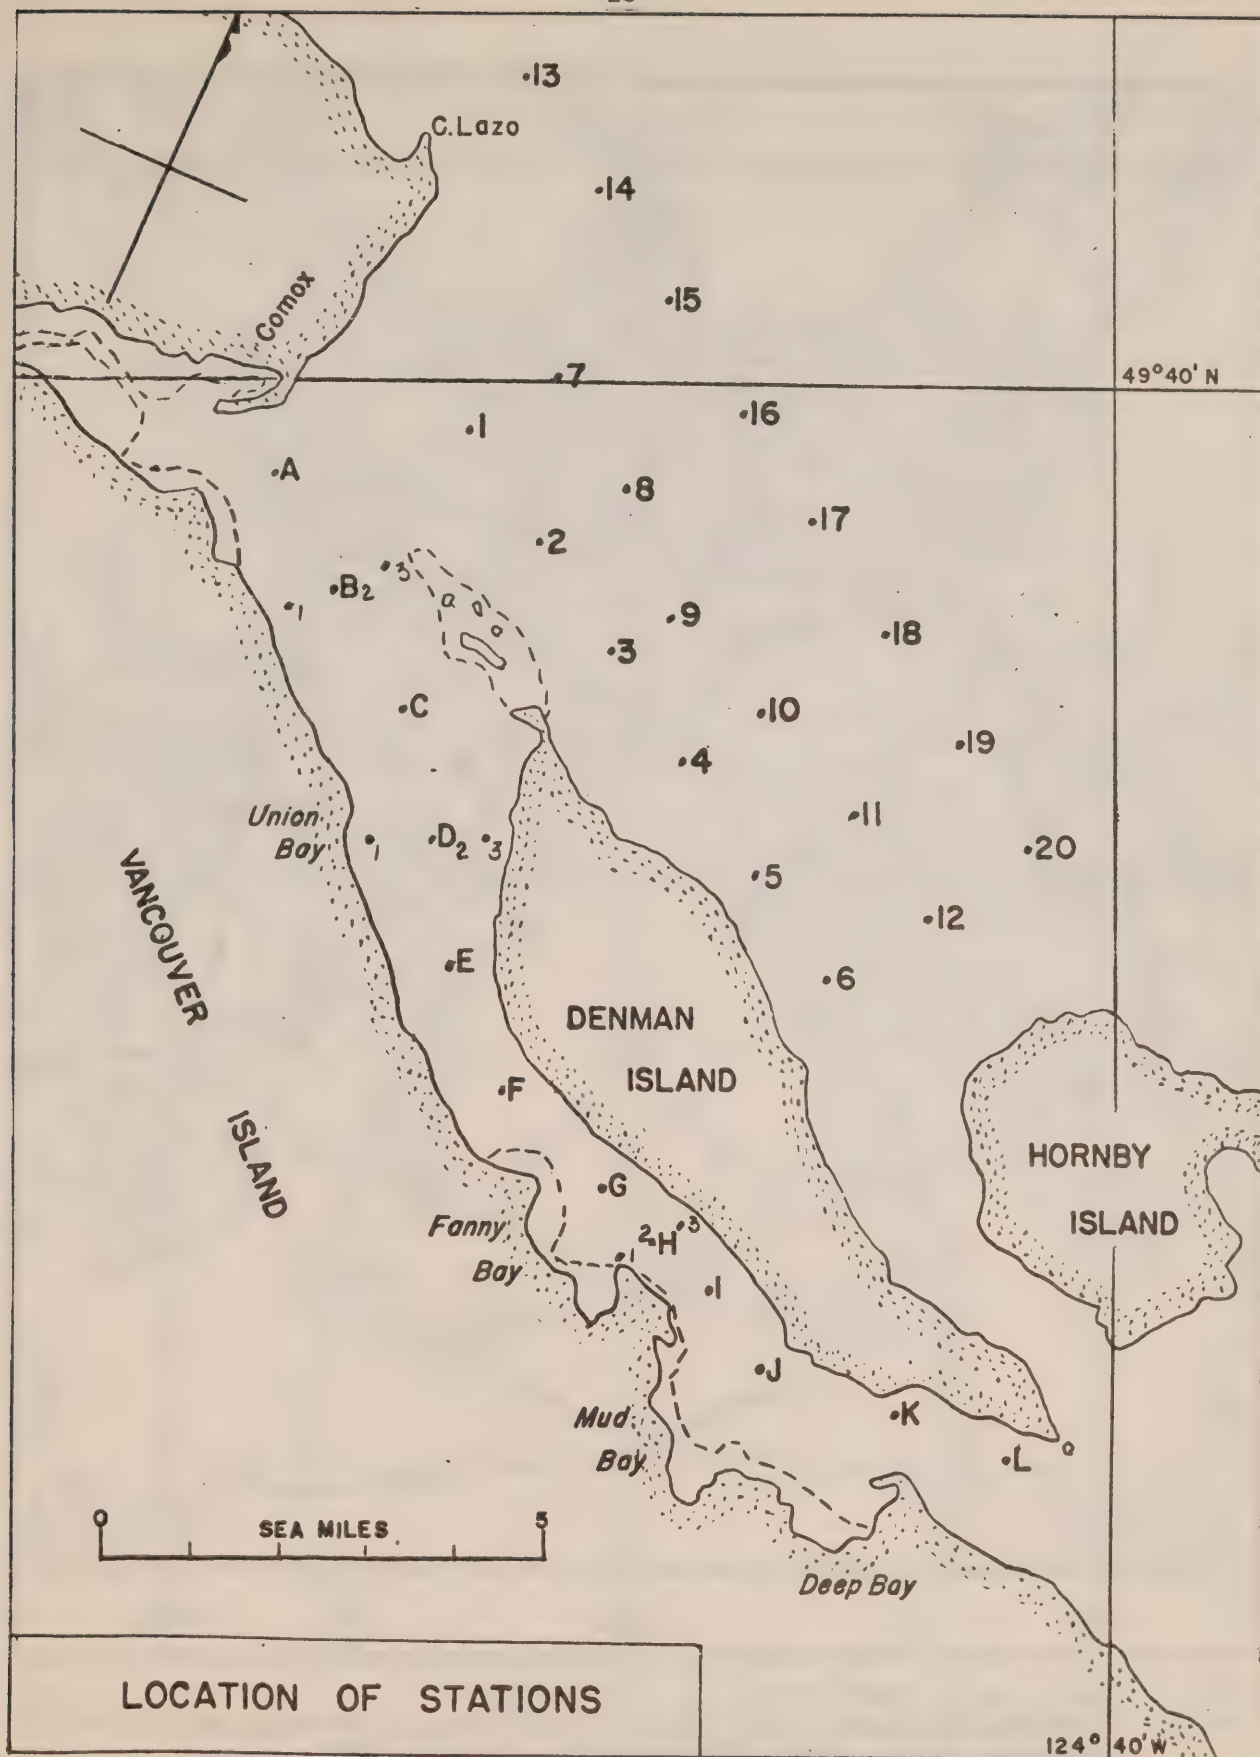 ·13
C. Lazo
·14
·15
Comox
·7
49°40' N
·16
·1
·A
·8
·17
·2
·3
·B2
·1
·9
·18
·3
·C
·10
·19
·4
·11
Union
Bay
·1
·D2
·3
·20
·5
·12
VANCOUVER
ISLAND
·E
·6
DENMAN
ISLAND
·F
HORNBY
ISLAND
·G
Fanny
Bay
·1
2·H·3
·I
·J
Mud
Bay
·K
·L
0
5
SEA MILES
Deep Bay
LOCATION OF STATIONS
124° 40' W